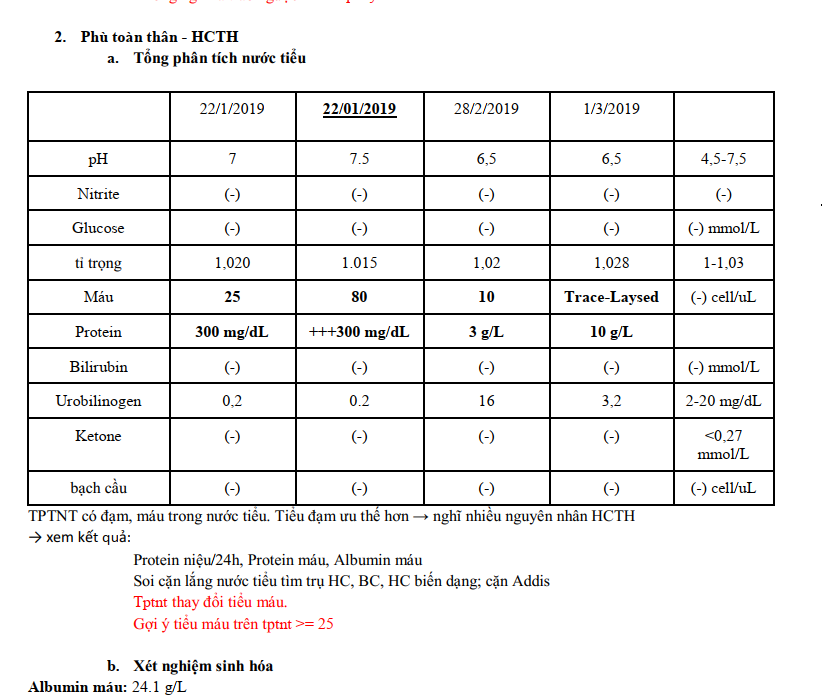 2. Phù toàn thân - HCTH
a. Tổng phân tích nước tiểu
22/1/2019 22/01/2019 28/2/2019 1/3/2019
pH 7 7.5 6,5 6,5 4,5-7,5
Nitrite (-) (-) (-) (-) (-)
Glucose (-) (-) (-) (-) (-) mmol/L
tỉ trọng 1,020 1.015 1,02 1,028 1-1,03
Máu 25 80 10 Trace-Laysed (-) cell/uL
Protein 300 mg/dL +++300 mg/dL 3 g/L 10 g/L
Bilirubin (-) (-) (-) (-) (-) mmol/L
Urobilinogen 0,2 0.2 16 3,2 2-20 mg/dL
Ketone (-) (-) (-) (-) <0,27
mmol/L
bạch cầu (-) (-) (-) (-) (-) cell/uL
TPTNT có đạm, máu trong nước tiểu. Tiểu đạm ưu thế hơn → nghĩ nhiều nguyên nhân HCTH
→ xem kết quả:
Protein niệu/24h, Protein máu, Albumin máu
Soi cặn lắng nước tiểu tìm trụ HC, BC, HC biến dạng; cặn Addis
Tptnt thay đổi tiểu máu.
Gợi ý tiểu máu trên tptnt >= 25
b. Xét nghiệm sinh hóa
Albumin máu: 24.1 g/L